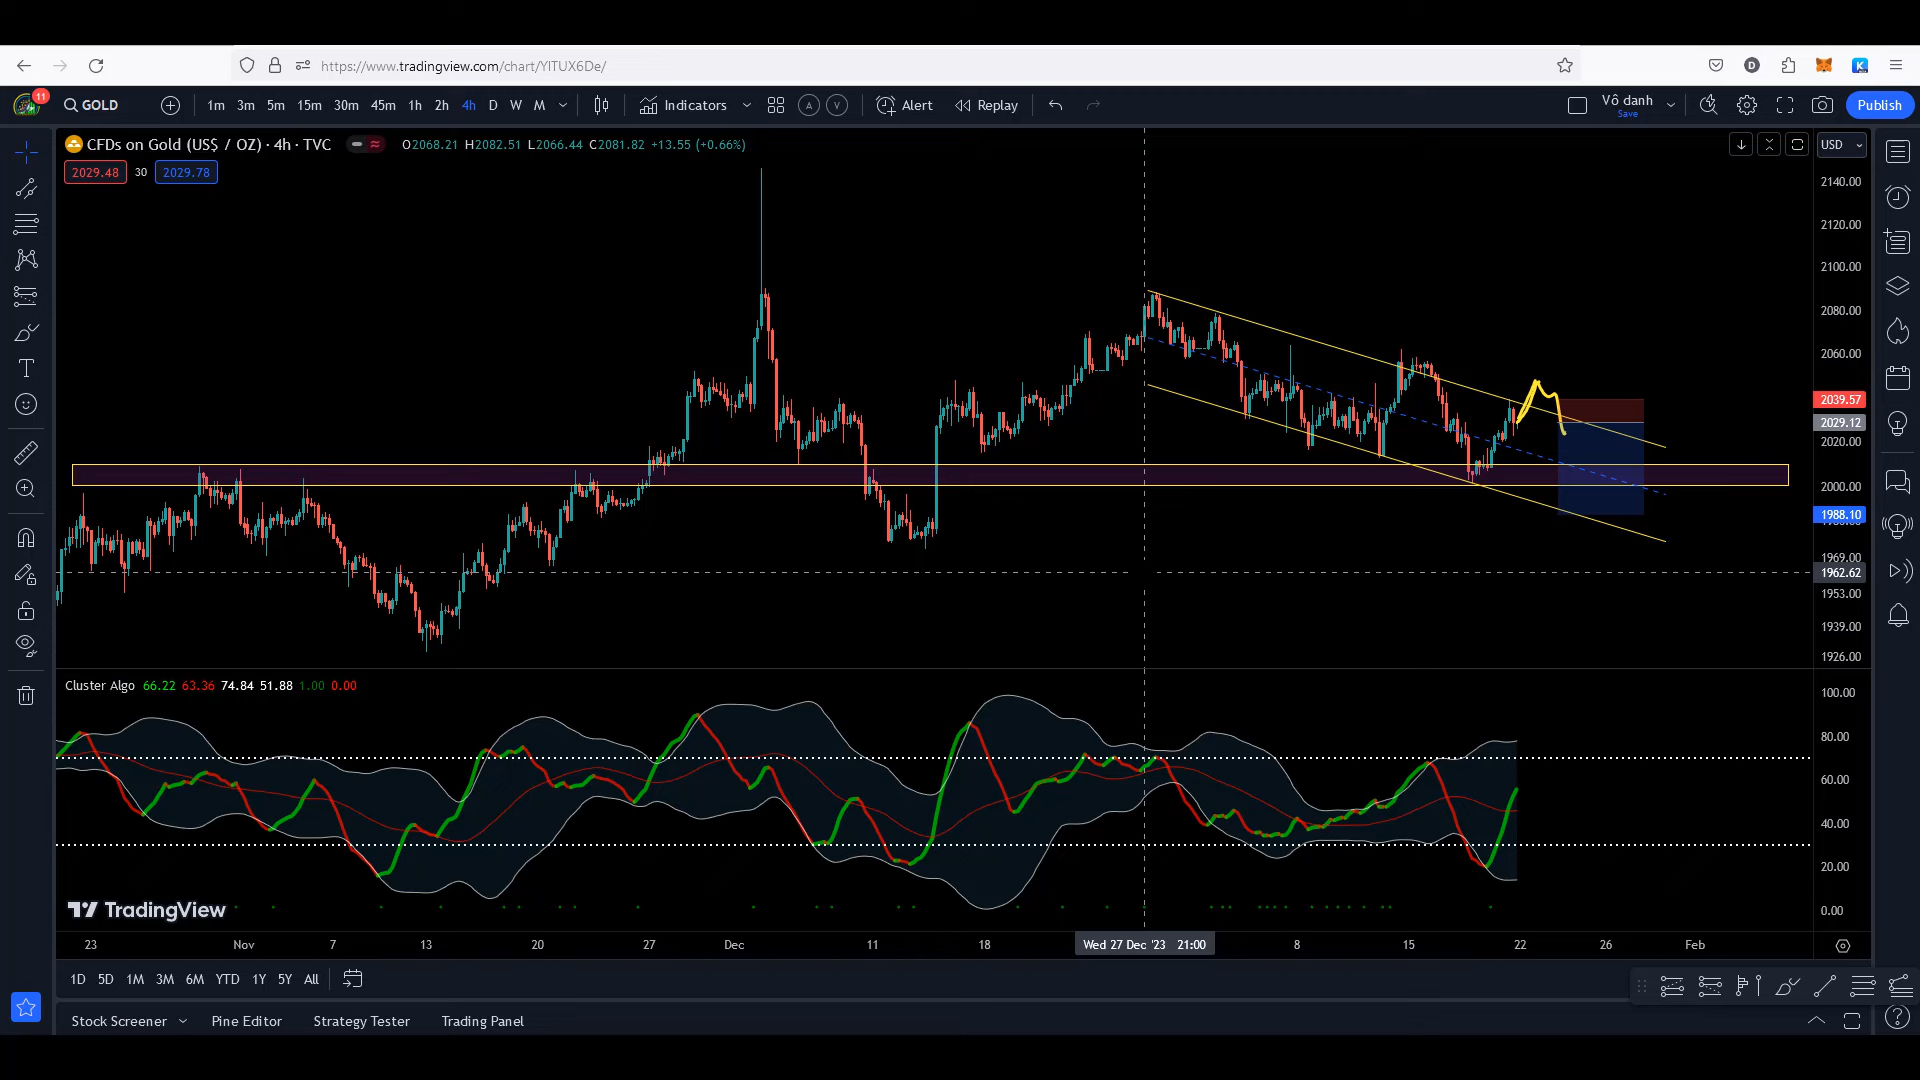 https://www.tradingview.com/chart/YITUX6De/
D
K
11
GOLD
1m 3m 5m 15m 30m 45m 1h 2h 4h D W M
Indicators
A V
Alert
Replay
Vô danh
Save
Publish
CFDs on Gold (US$ / OZ) · 4h · TVC
O2068.21 H2082.51 L2066.44 C2081.82 +13.55 (+0.66%)
USD
2029.48 30 2029.78
2140.00
2120.00
2100.00
2080.00
2060.00
2039.57
2029.12
2020.00
2000.00
1988.10
1969.00
1962.62
1953.00
1939.00
1926.00
Cluster Algo 66.22 63.36 74.84 51.88 1.00 0.00
100.00
80.00
60.00
40.00
20.00
0.00
TradingView
23 Nov 7 13 20 27 Dec 11 18 Wed 27 Dec '23 21:00 8 15 22 26 Feb
1D 5D 1M 3M 6M YTD 1Y 5Y All
Stock Screener Pine Editor Strategy Tester Trading Panel